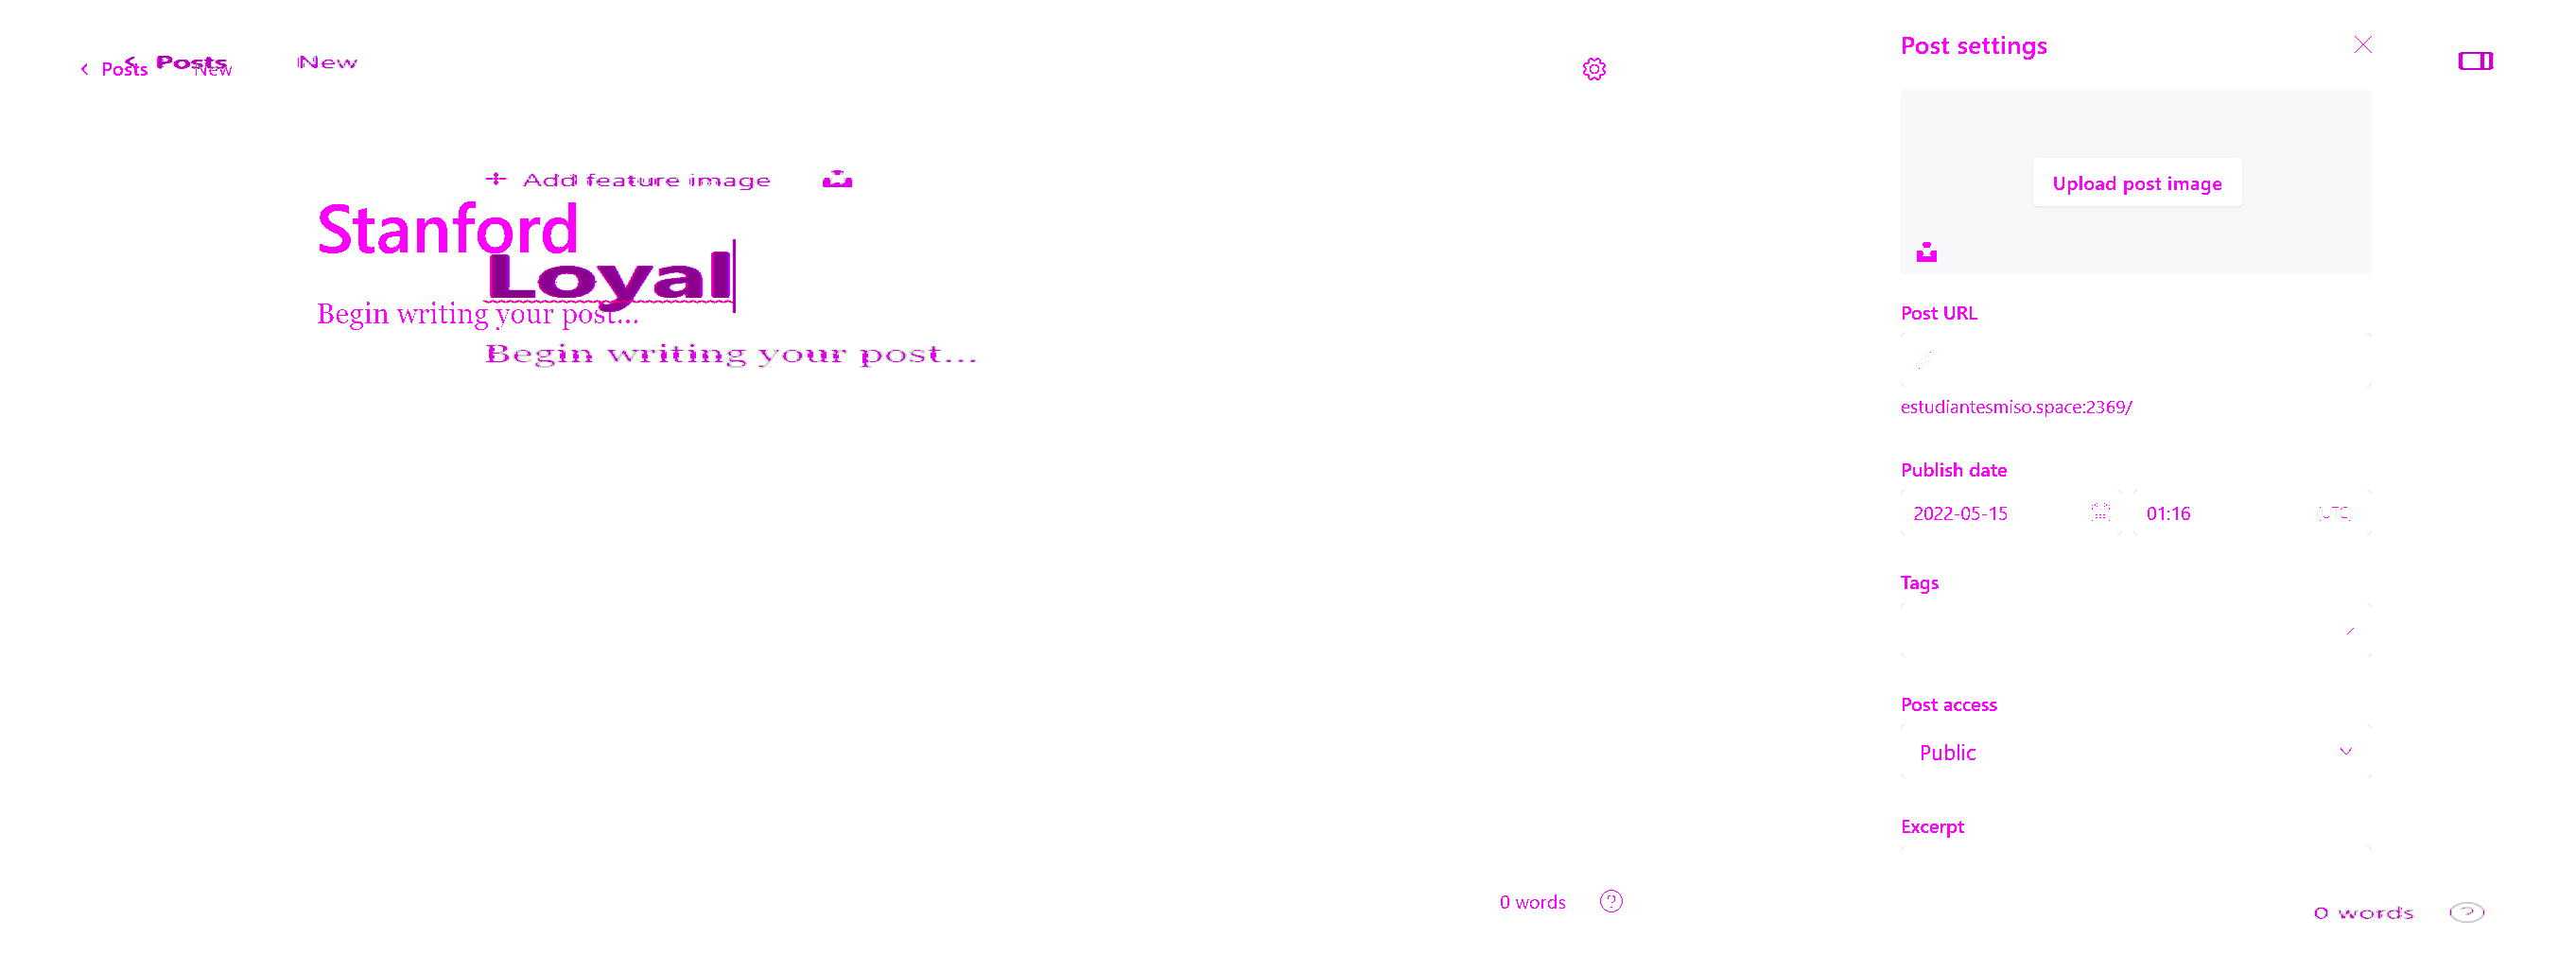 Post settings
< Posts New
< Posts New
+ Add feature image
Upload post image
Stanford
Loyal
Post URL
Begin writing your post...
Begin writing your post...
estudiantesmiso.space:2369/
Publish date
2022-05-15 01:16 (UTC)
Tags
Post access
Public
Excerpt
0 words ?
0 words ?